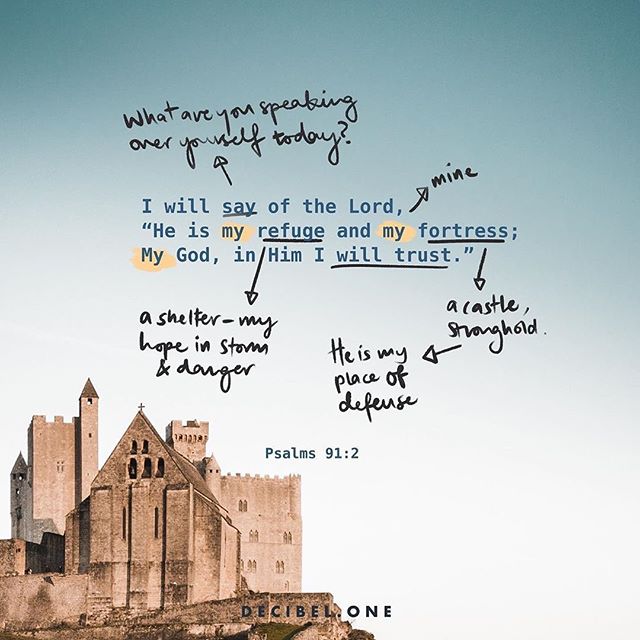 What are you speaking
over yourself today?
mine
I will say of the Lord,
“He is my refuge and my fortress;
My God, in Him I will trust.”
a shelter – my
hope in storm
& danger
a castle,
stronghold.
He is my
place of
defense
Psalms 91:2
DECIBEL.ONE